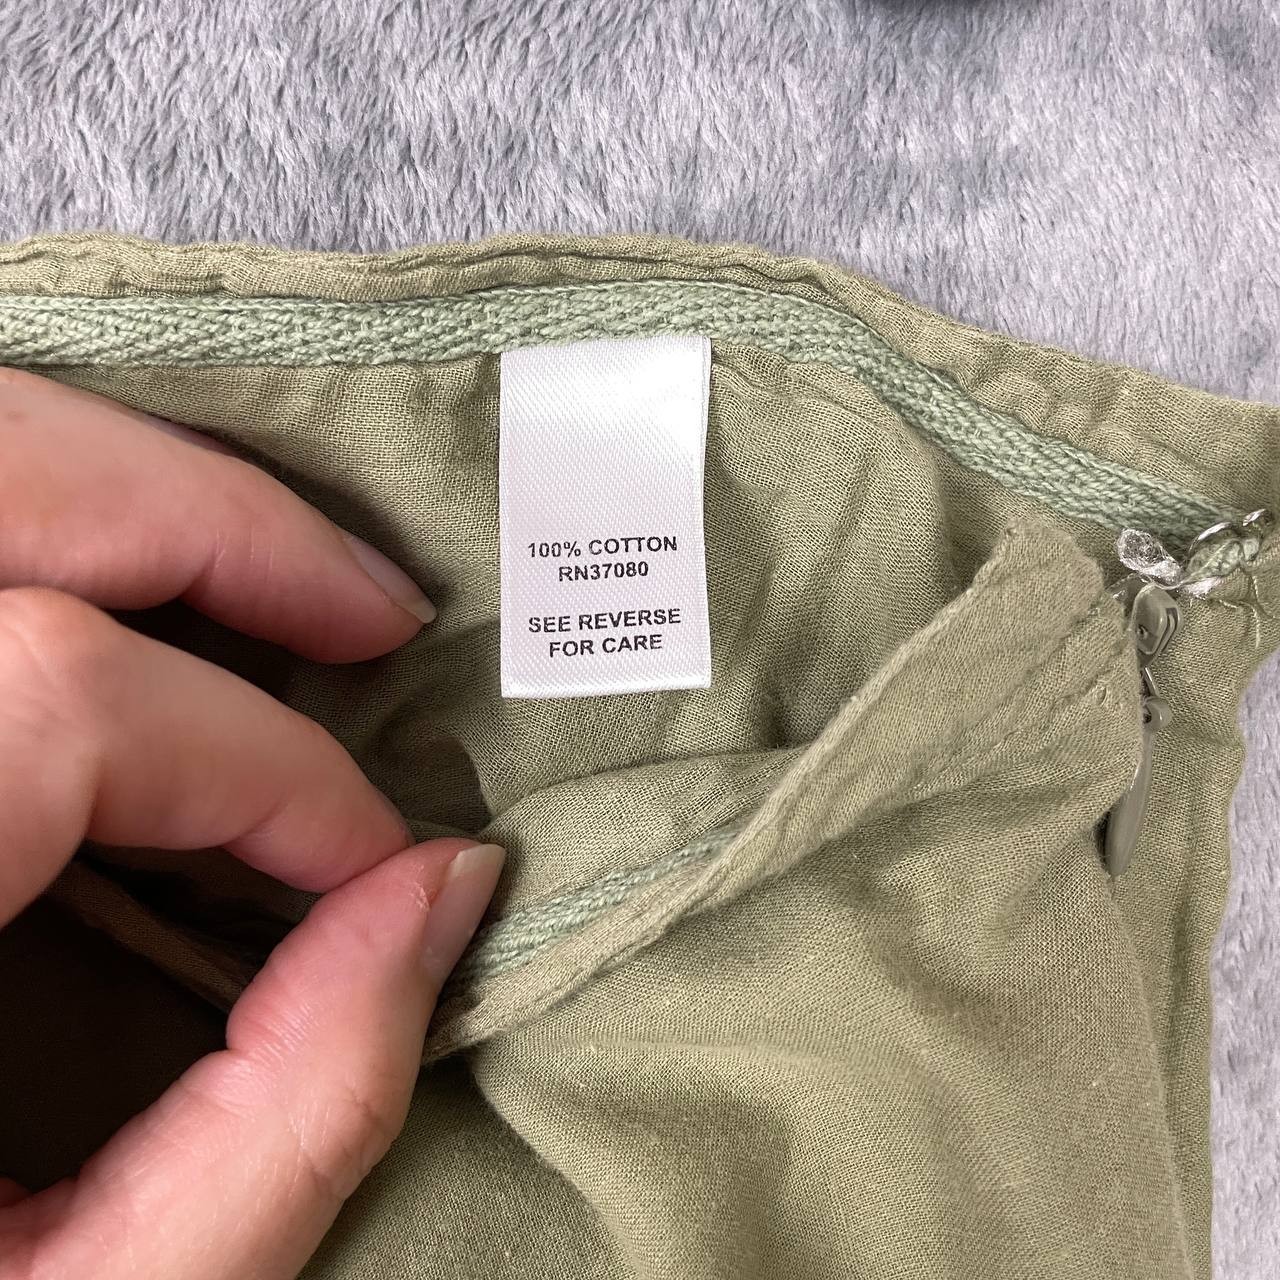 100% COTTON
RN37080
SEE REVERSE
FOR CARE